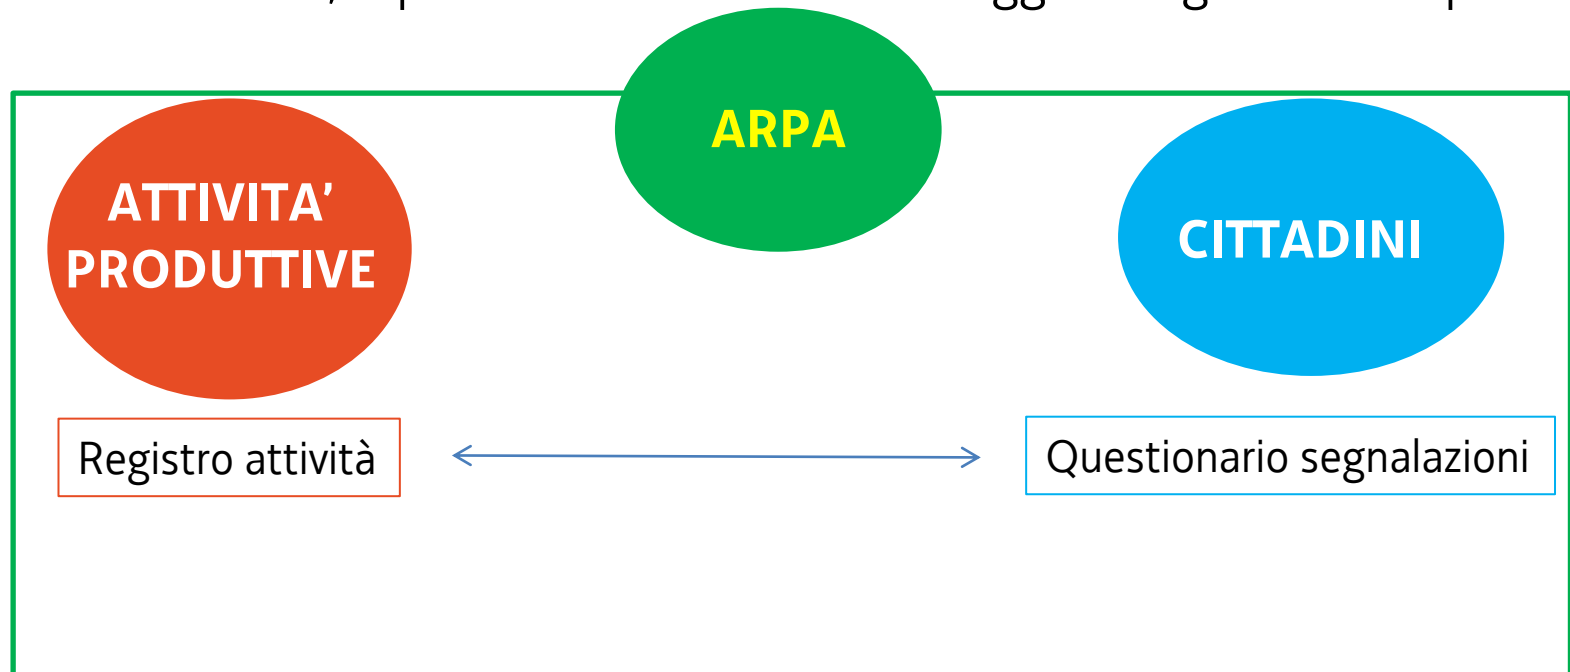 ARPA
ATTIVITA’
PRODUTTIVE
CITTADINI
Registro attività
Questionario segnalazioni